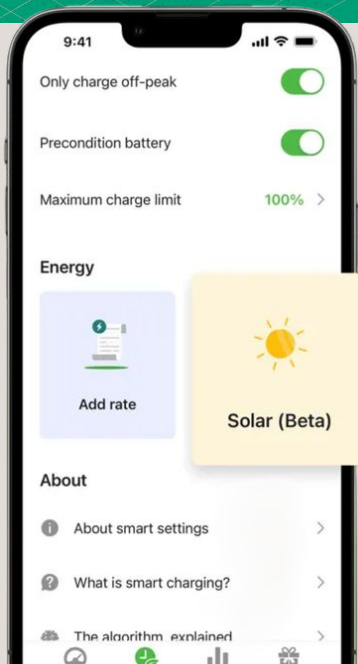 9:41
Only charge off-peak
Precondition battery
Maximum charge limit 100%
Energy
Add rate
Solar (Beta)
About
About smart settings
What is smart charging?
The algorithm, explained